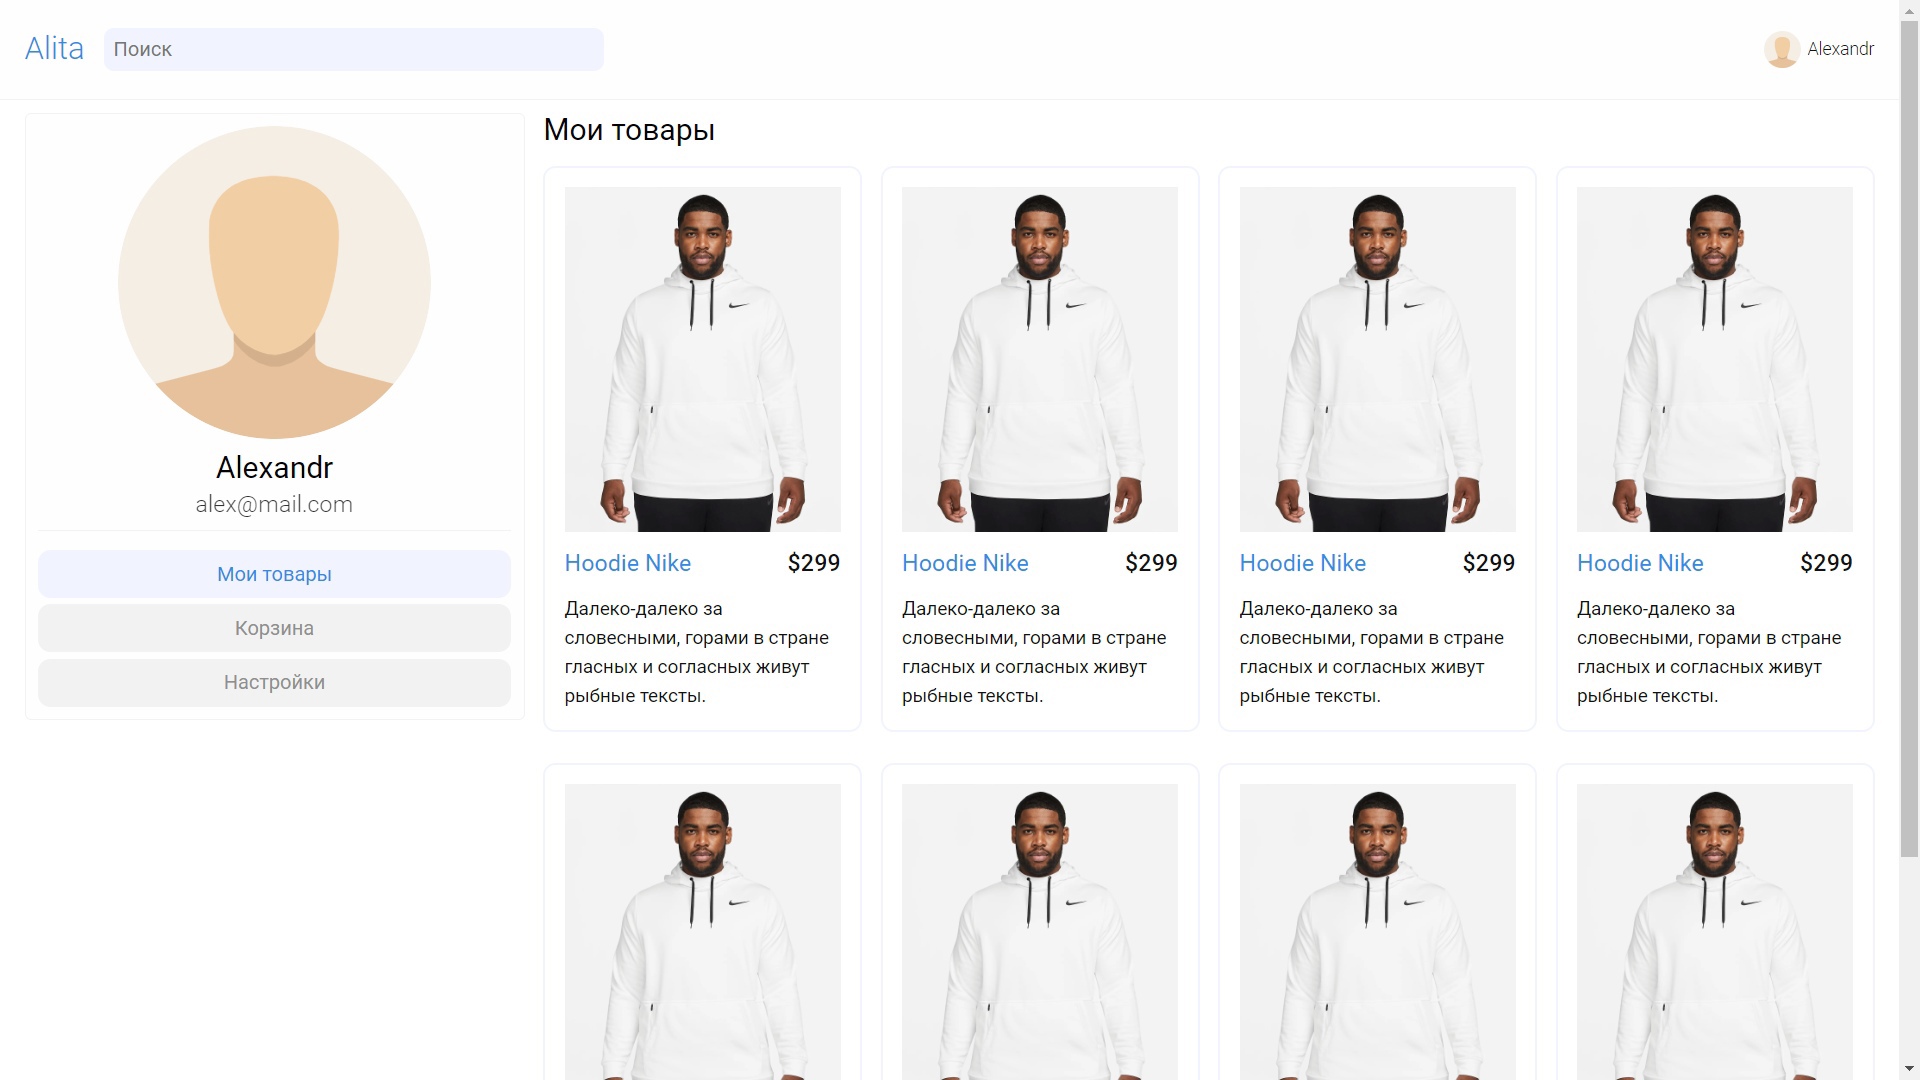 Alita
Поиск
Alexandr
Alexandr
alex@mail.com
Мои товары
Корзина
Настройки
Мои товары
Hoodie Nike $299
Далеко-далеко за
словесными, горами в стране
гласных и согласных живут
рыбные тексты.
Hoodie Nike $299
Далеко-далеко за
словесными, горами в стране
гласных и согласных живут
рыбные тексты.
Hoodie Nike $299
Далеко-далеко за
словесными, горами в стране
гласных и согласных живут
рыбные тексты.
Hoodie Nike $299
Далеко-далеко за
словесными, горами в стране
гласных и согласных живут
рыбные тексты.